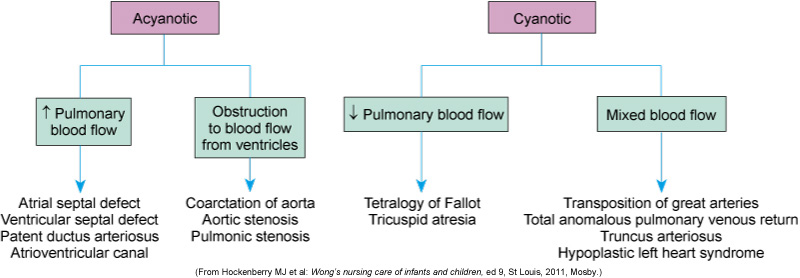 Acyanotic
Cyanotic
↑ Pulmonary
blood flow
Obstruction
to blood flow
from ventricles
↓ Pulmonary blood flow
Mixed blood flow
Atrial septal defect
Ventricular septal defect
Patent ductus arteriosus
Atrioventricular canal
Coarctation of aorta
Aortic stenosis
Pulmonic stenosis
Tetralogy of Fallot
Tricuspid atresia
Transposition of great arteries
Total anomalous pulmonary venous return
Truncus arteriosus
Hypoplastic left heart syndrome
(From Hockenberry MJ et al: Wong's nursing care of infants and children, ed 9, St Louis, 2011, Mosby.)